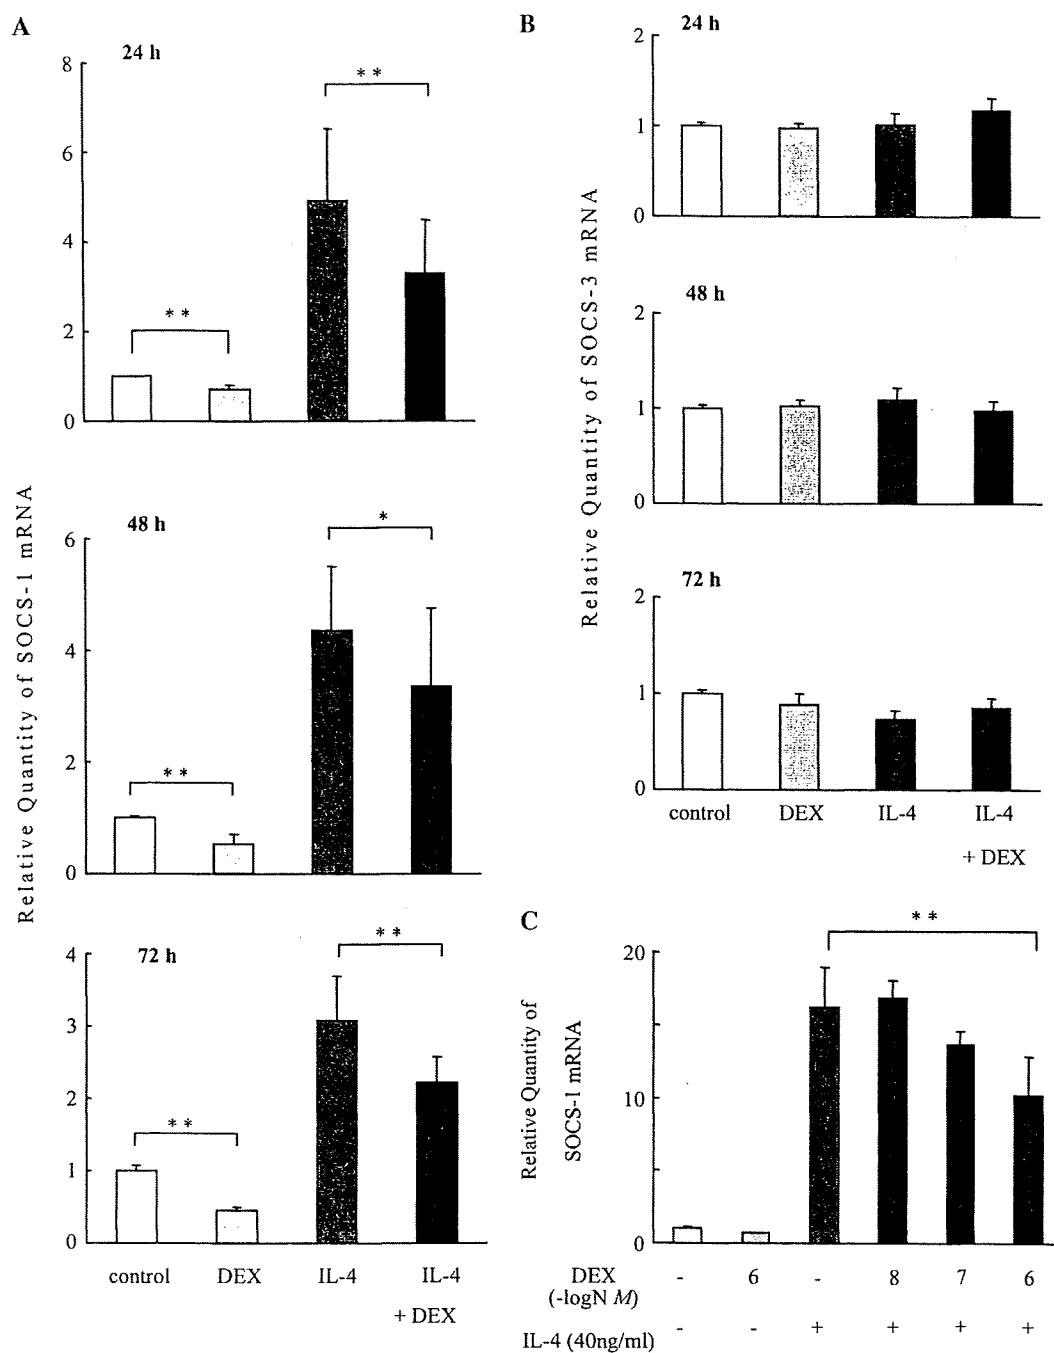 A
24 h
8
6
4
2
0
**
**
48 h
6
4
2
0
**
*
72 h
4
3
2
1
0
**
**
control DEX IL-4 IL-4
+ DEX
Relative Quantity of SOCS-1 mRNA
B
24 h
2
1
0
48 h
2
1
0
72 h
2
1
0
control DEX IL-4 IL-4
+ DEX
Relative Quantity of SOCS-3 mRNA
C
**
20
10
0
Relative Quantity of
SOCS-1 mRNA
DEX - 6 - 8 7 6
(-logN M)
IL-4 (40ng/ml) - - + + + +